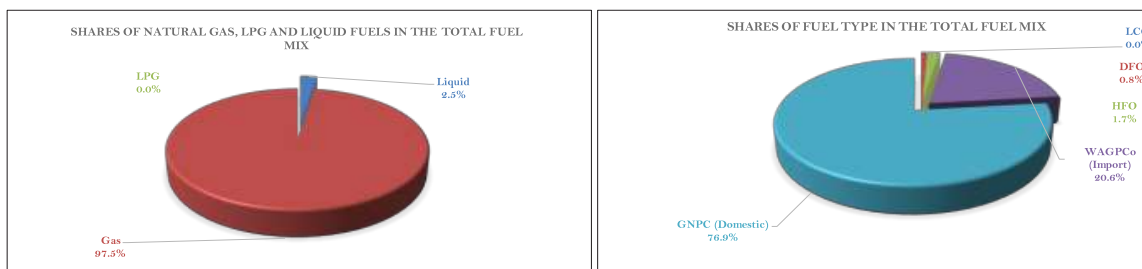 SHARES OF NATURAL GAS, LPG AND LIQUID FUELS IN THE TOTAL FUEL
MIX
LPG
0.0%
Liquid
2.5%
Gas
97.5%
SHARES OF FUEL TYPE IN THE TOTAL FUEL MIX
0.0%
DFO
0.8%
HFO
1.7%
WAGPCo
(Import)
20.6%
GNPC (Domestic)
76.9%